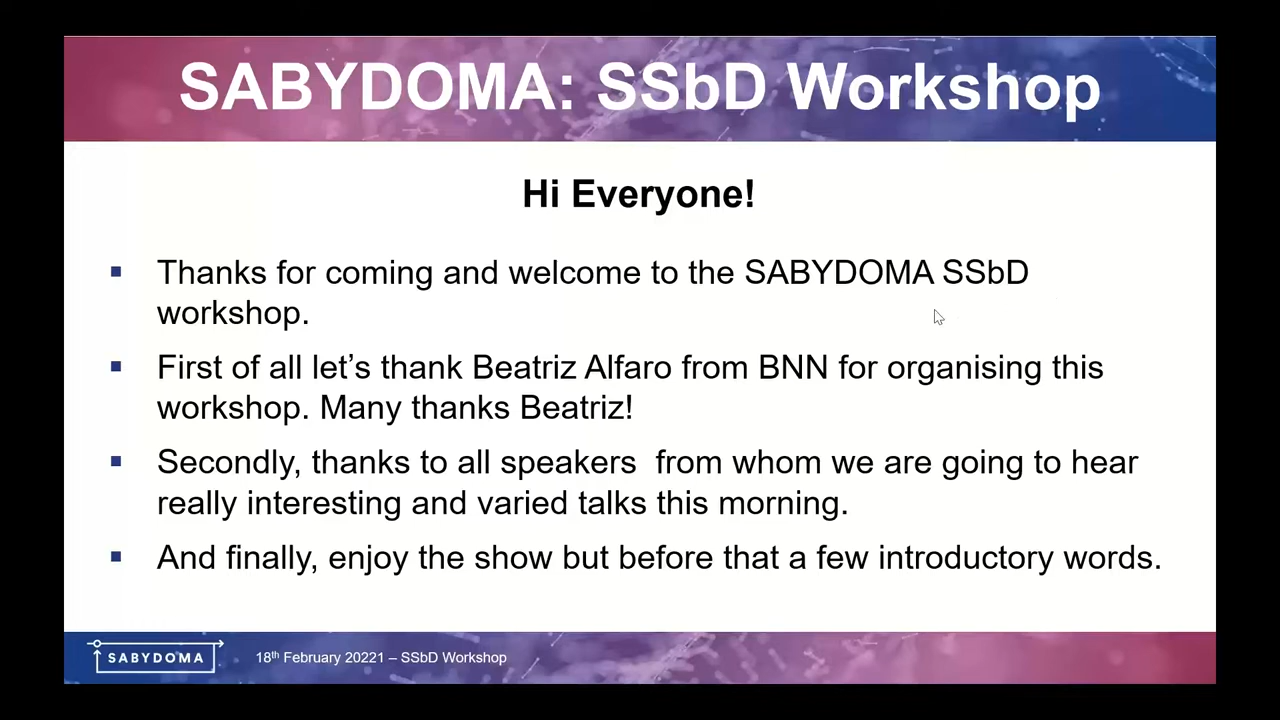 SABYDOMA: SSbD Workshop
Hi Everyone!
Thanks for coming and welcome to the SABYDOMA SSbD
workshop.
First of all let’s thank Beatriz Alfaro from BNN for organising this
workshop. Many thanks Beatriz!
Secondly, thanks to all speakers  from whom we are going to hear
really interesting and varied talks this morning.
And finally, enjoy the show but before that a few introductory words.
SABYDOMA
18th February 20221 – SSbD Workshop